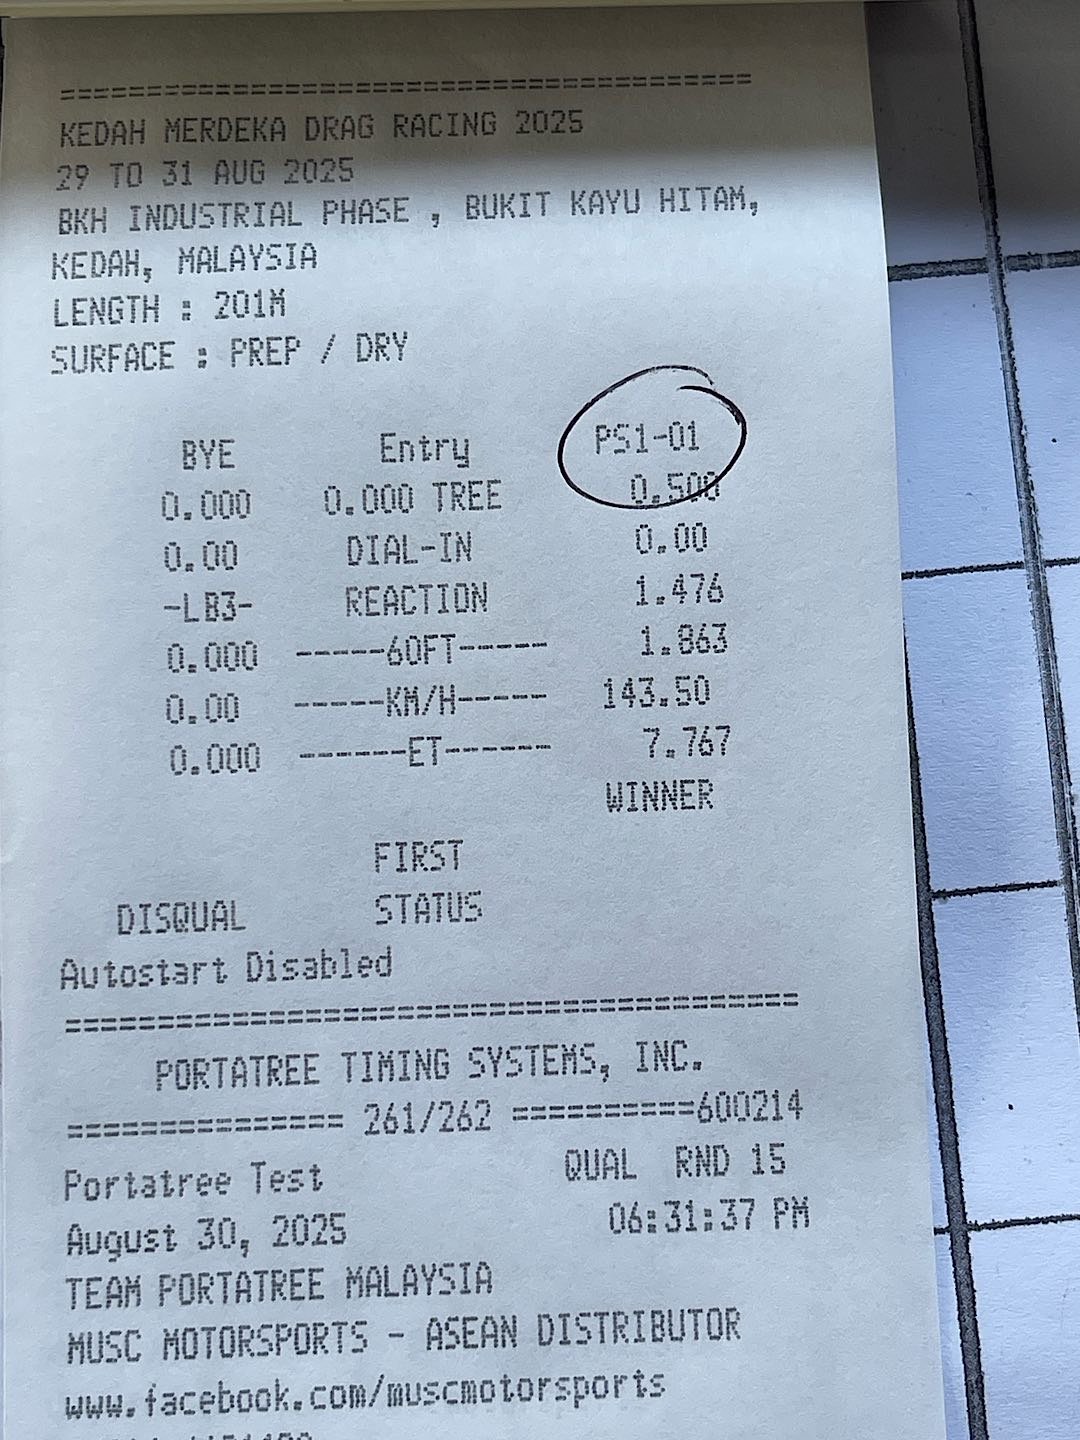 ========================================
KEDAH MERDEKA DRAG RACING 2025
29 TO 31 AUG 2025
BKH INDUSTRIAL PHASE , BUKIT KAYU HITAM,
KEDAH, MALAYSIA
LENGTH : 201M
SURFACE : PREP / DRY
BYE Entry PS1-01
0.000 0.000 TREE 0.500
0.00 DIAL-IN 0.00
-LB3- REACTION 1.476
0.000 -----60FT----- 1.863
0.00 -----KM/H----- 143.50
0.000 ------ET------ 7.767
WINNER
FIRST
DISQUAL STATUS
Autostart Disabled
========================================
PORTATREE TIMING SYSTEMS, INC.
=============== 261/262 ==========600214
Portatree Test QUAL RND 15
August 30, 2025 06:31:37 PM
TEAM PORTATREE MALAYSIA
MUSC MOTORSPORTS - ASEAN DISTRIBUTOR
www.facebook.com/muscmotorsports